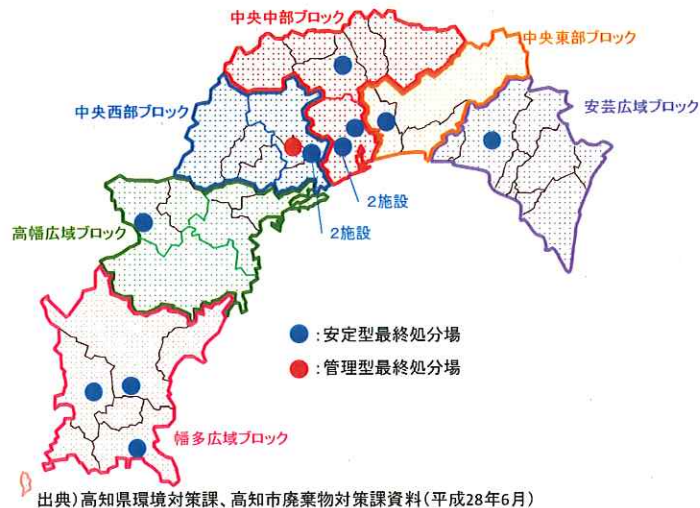 中央中部ブロック
中央東部ブロック
中央西部ブロック
安芸広域ブロック
2施設
2施設
高幡広域ブロック
:安定型最終処分場
:管理型最終処分場
幡多広域ブロック
出典)高知県環境対策課、高知市廃棄物対策課資料(平成28年6月)